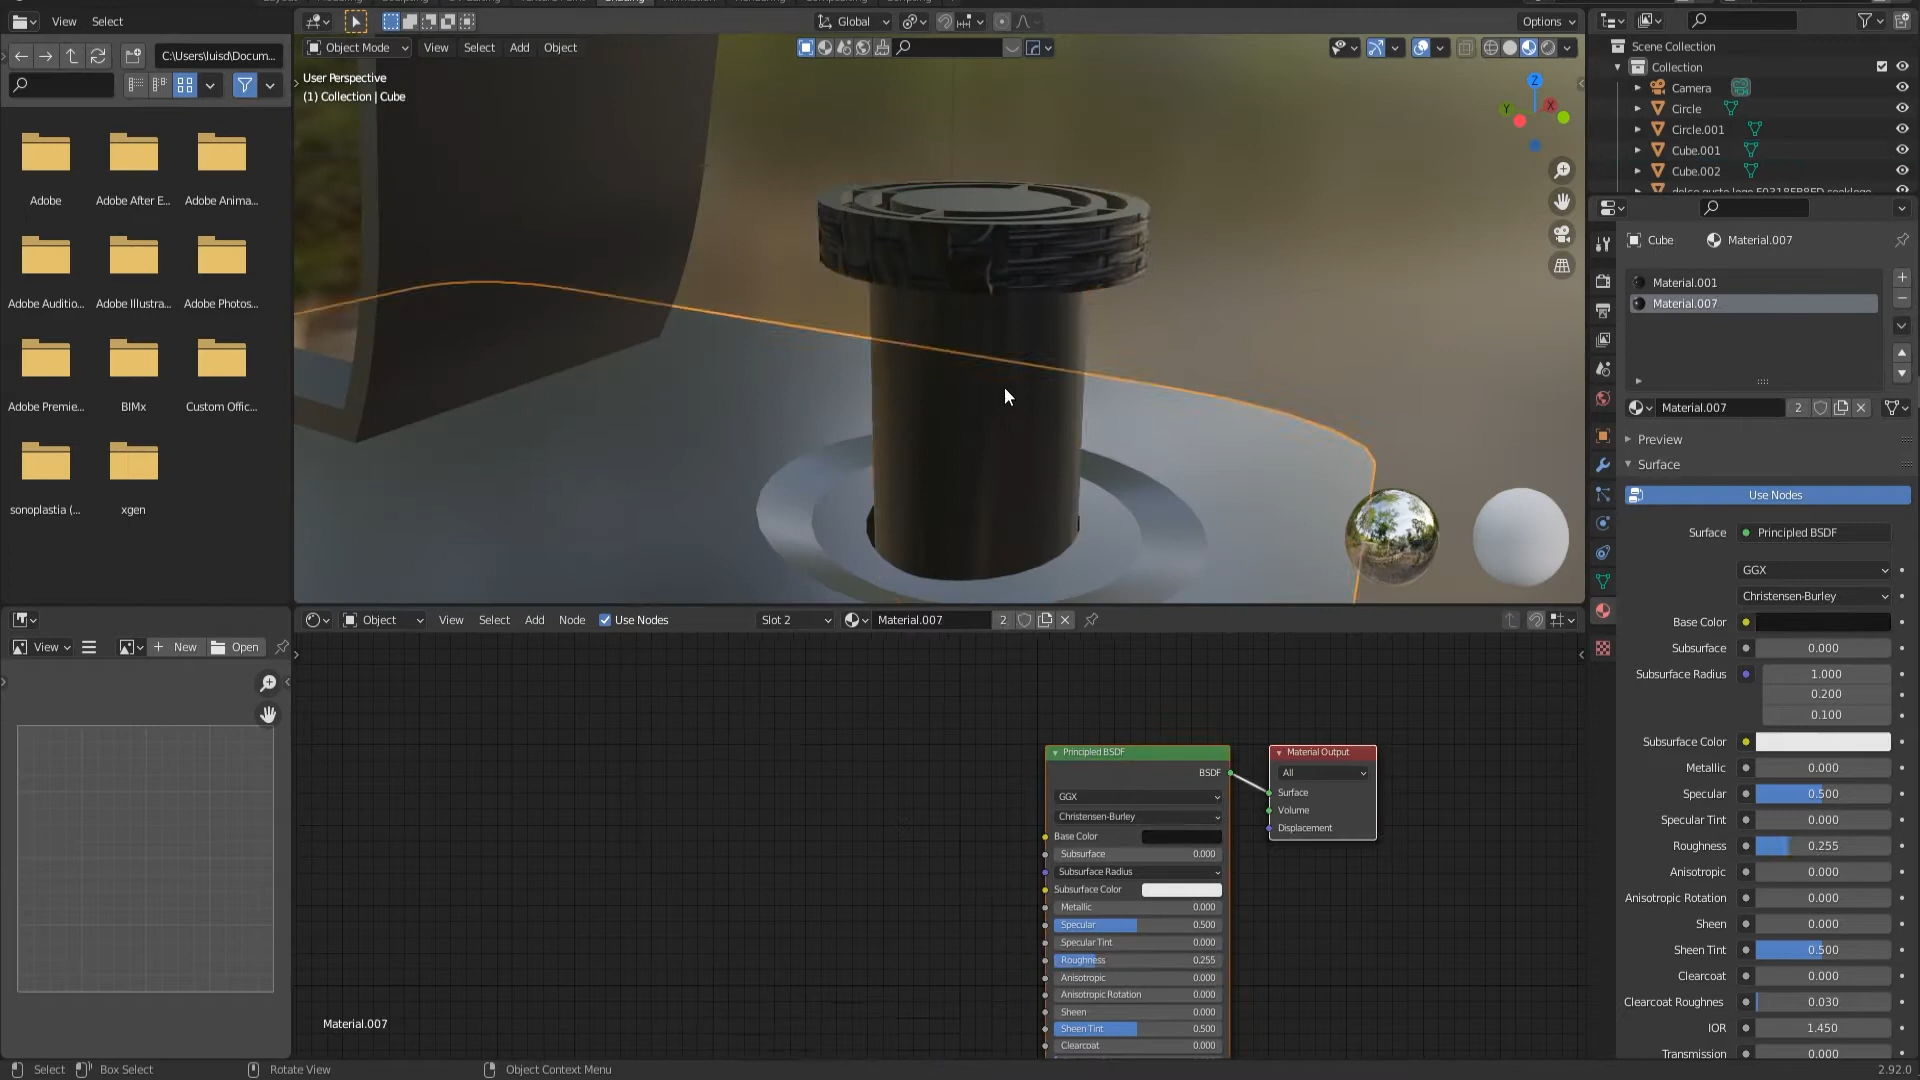 View
Select
Global
Options
C:\Users\luisd\Docum...
Object Mode
View
Select
Add
Object
User Perspective
(1) Collection | Cube
Z
Y
X
Adobe
Adobe After E...
Adobe Anima...
Adobe Auditio...
Adobe Illustra...
Adobe Photos...
Adobe Premie...
BIMx
Custom Offic...
sonoplastia (...
xgen
Scene Collection
Collection
Camera
Circle
Circle.001
Cube.001
Cube.002
Cube
Material.007
Material.001
Material.007
Material.007
2
Preview
Surface
Use Nodes
Surface
Principled BSDF
GGX
Christensen-Burley
Base Color
Subsurface
0.000
Subsurface Radius
1.000
0.200
0.100
Subsurface Color
Metallic
0.000
Specular
0.500
Specular Tint
0.000
Roughness
0.255
Anisotropic
0.000
Anisotropic Rotation
0.000
Sheen
0.000
Sheen Tint
0.500
Clearcoat
0.000
Clearcoat Roughnes
0.030
IOR
1.450
Transmission
0.000
View
New
Open
Object
View
Select
Add
Node
Use Nodes
Slot 2
Material.007
2
Principled BSDF
BSDF
GGX
Christensen-Burley
Base Color
Subsurface
0.000
Subsurface Radius
Subsurface Color
Metallic
0.000
Specular
0.500
Specular Tint
0.000
Roughness
0.255
Anisotropic
0.000
Anisotropic Rotation
0.000
Sheen
0.000
Sheen Tint
0.500
Clearcoat
0.000
Material Output
All
Surface
Volume
Displacement
Material.007
Select
Box Select
Rotate View
Object Context Menu
2.92.0